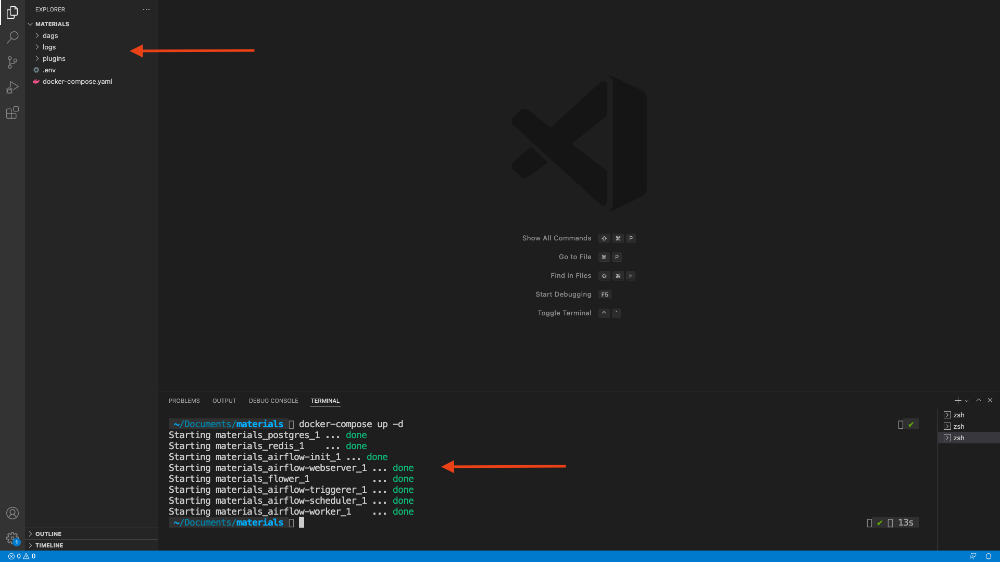 EXPLORER
MATERIALS
dags
logs
plugins
.env
docker-compose.yaml
Show All Commands ⇧ ⌘ P
Go to File ⌘ P
Find in Files ⇧ ⌘ F
Start Debugging F5
Toggle Terminal ^ `
PROBLEMS OUTPUT DEBUG CONSOLE TERMINAL
~/Documents/materials docker-compose up -d ✔
Starting materials_postgres_1 ... done
Starting materials_redis_1 ... done
Starting materials_airflow-init_1 ... done
Starting materials_airflow-webserver_1 ... done
Starting materials_flower_1 ... done
Starting materials_airflow-triggerer_1 ... done
Starting materials_airflow-scheduler_1 ... done
Starting materials_airflow-worker_1 ... done
~/Documents/materials ✔ 13s
zsh
zsh
zsh
1
OUTLINE
TIMELINE
0 0